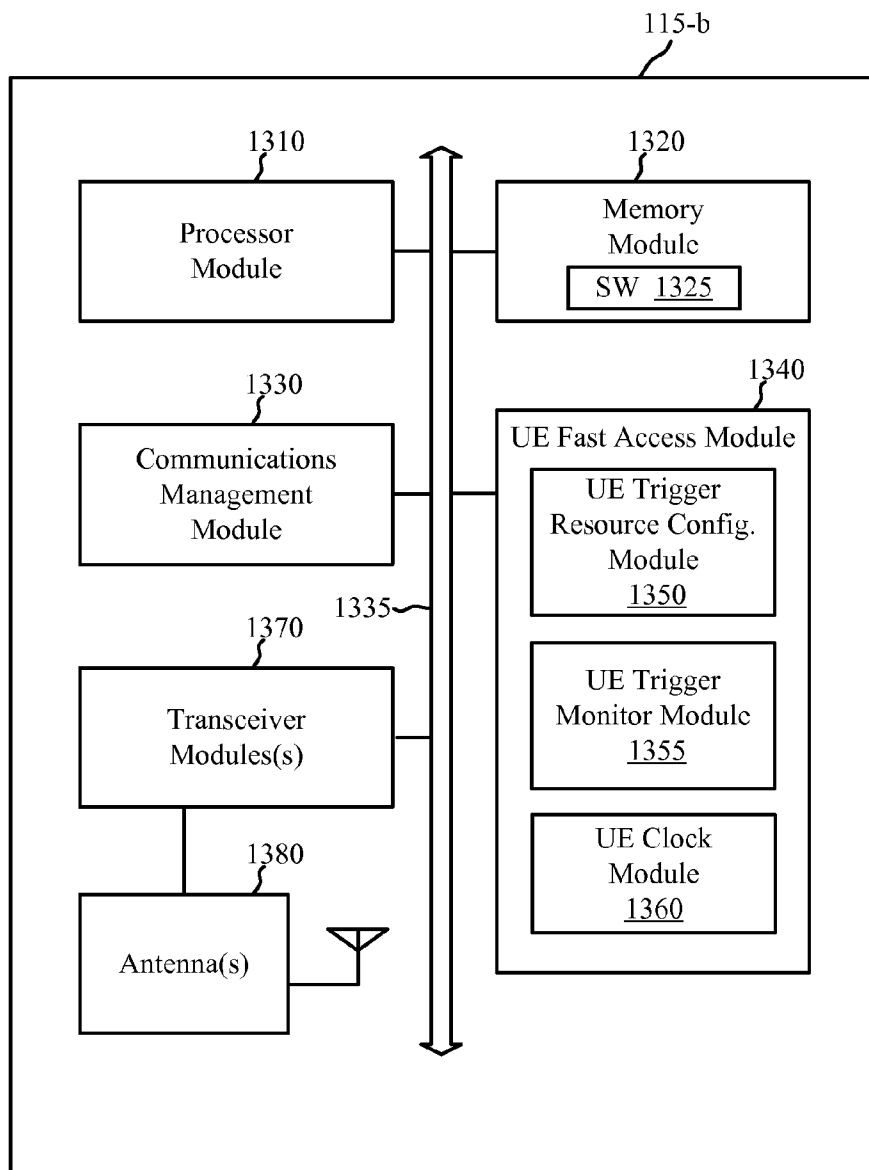 115-b
1310
Processor
Module
1320
Memory
Module
SW 1325
1330
Communications
Management
Module
1340
UE Fast Access Module
UE Trigger
Resource Config.
Module
1350
1335
1370
Transceiver
Modules(s)
UE Trigger
Monitor Module
1355
1380
Antenna(s)
UE Clock
Module
1360